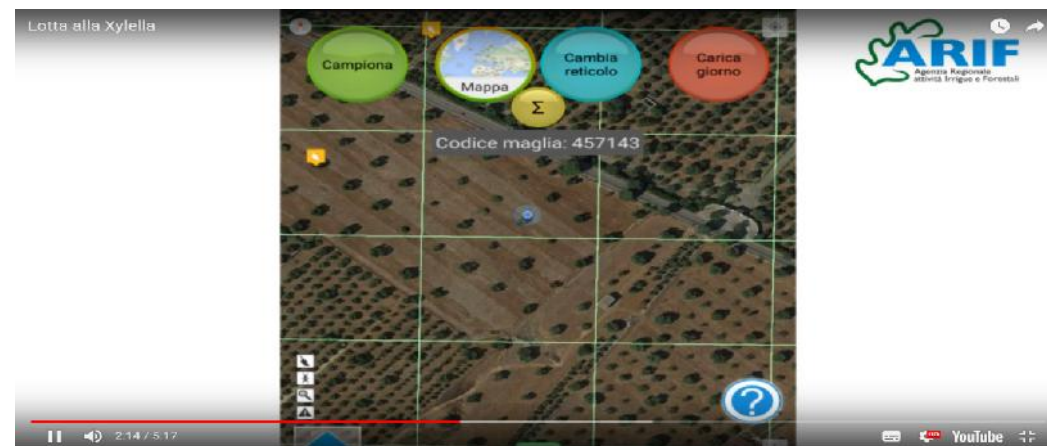 Lotta alla Xylella
Campiona
Mappa
Cambia
reticolo
Carica
giorno
Σ
Codice maglia: 457143
ARIF
Agenzia Regionale
attività Irrigue e Forestali
?
2:14 / 5:17
YouTube